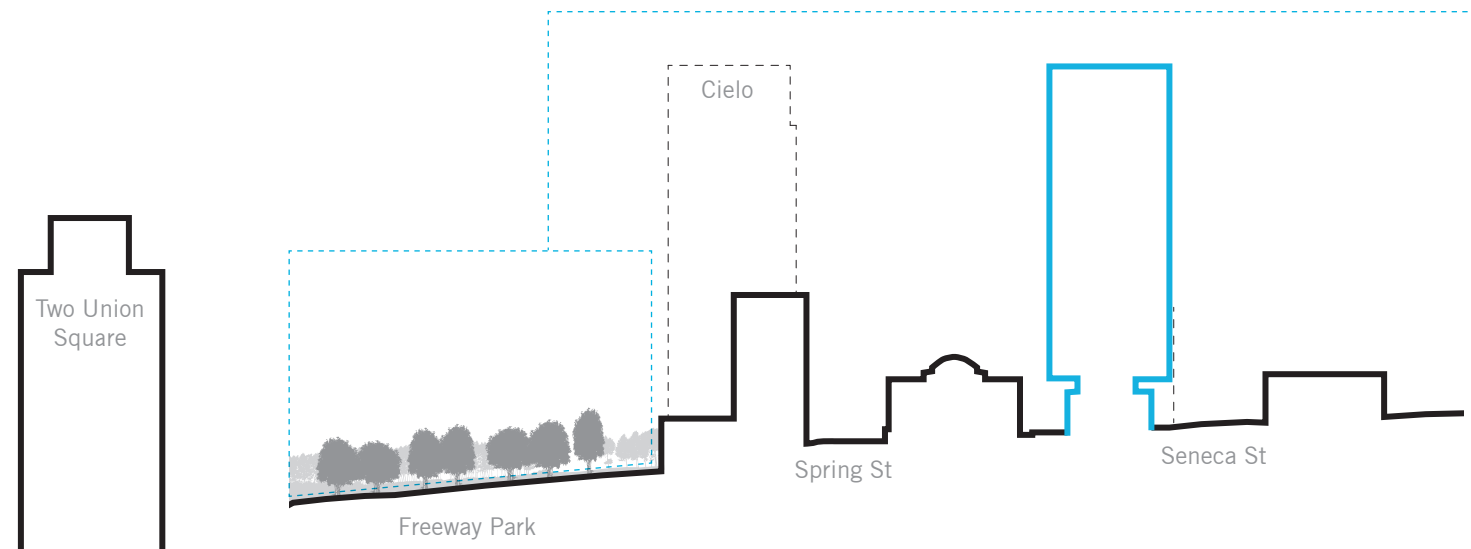 Cielo
Two Union
Square
Spring St
Seneca St
Freeway Park